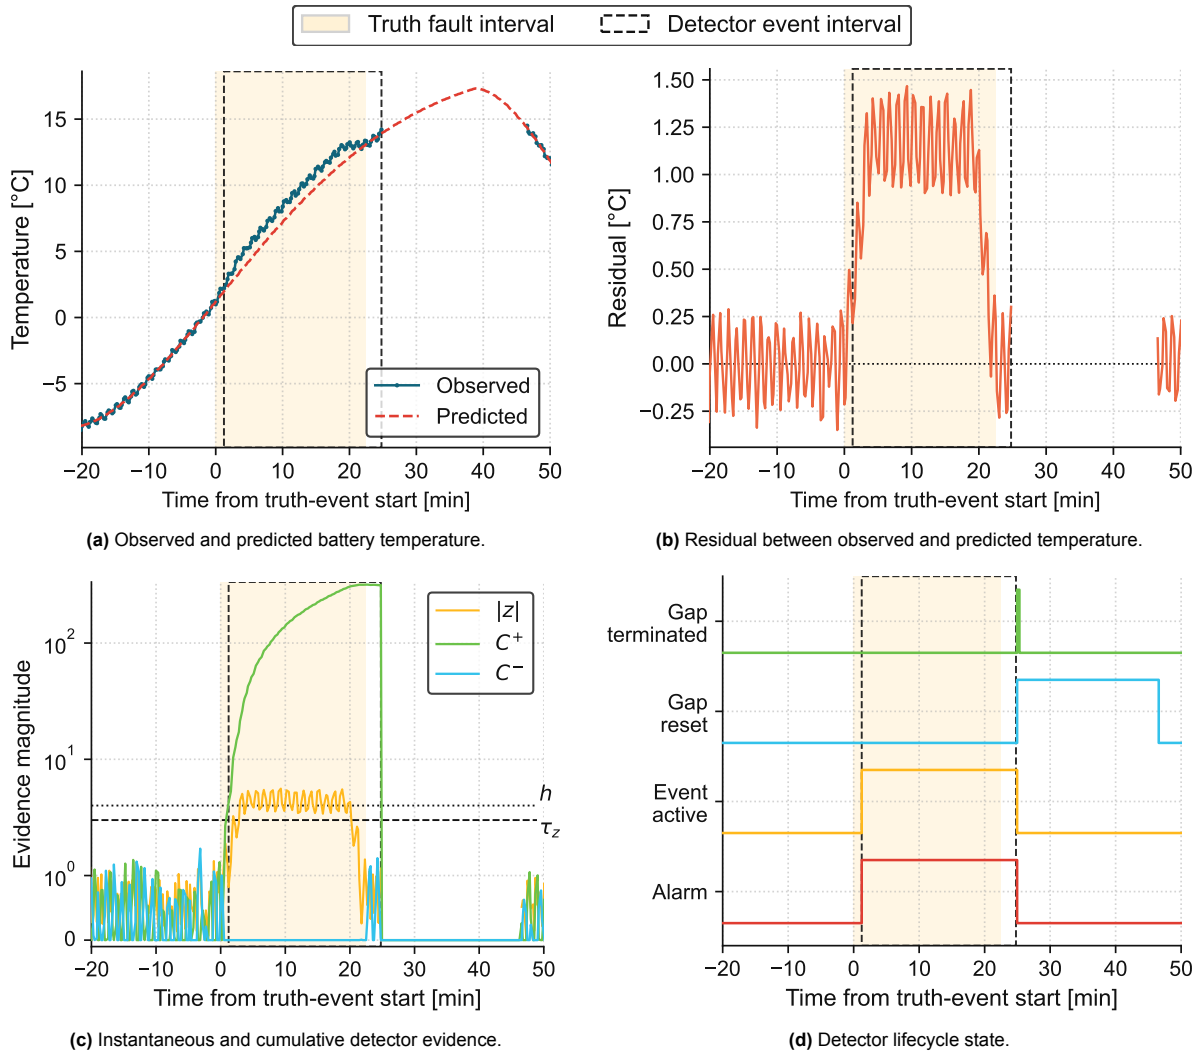 Truth fault interval Detector event interval
15
10
5
0
−5
Temperature [°C]
Observed
Predicted
−20 −10 0 10 20 30 40 50
Time from truth-event start [min]
(a) Observed and predicted battery temperature.
1.50
1.25
1.00
0.75
0.50
0.25
0.00
−0.25
Residual [°C]
−20 −10 0 10 20 30 40 50
Time from truth-event start [min]
(b) Residual between observed and predicted temperature.
10²
10¹
10⁰
0
Evidence magnitude
|z|
C⁺
C⁻
h
τ_z
−20 −10 0 10 20 30 40 50
Time from truth-event start [min]
(c) Instantaneous and cumulative detector evidence.
Gap
terminated
Gap
reset
Event
active
Alarm
−20 −10 0 10 20 30 40 50
Time from truth-event start [min]
(d) Detector lifecycle state.